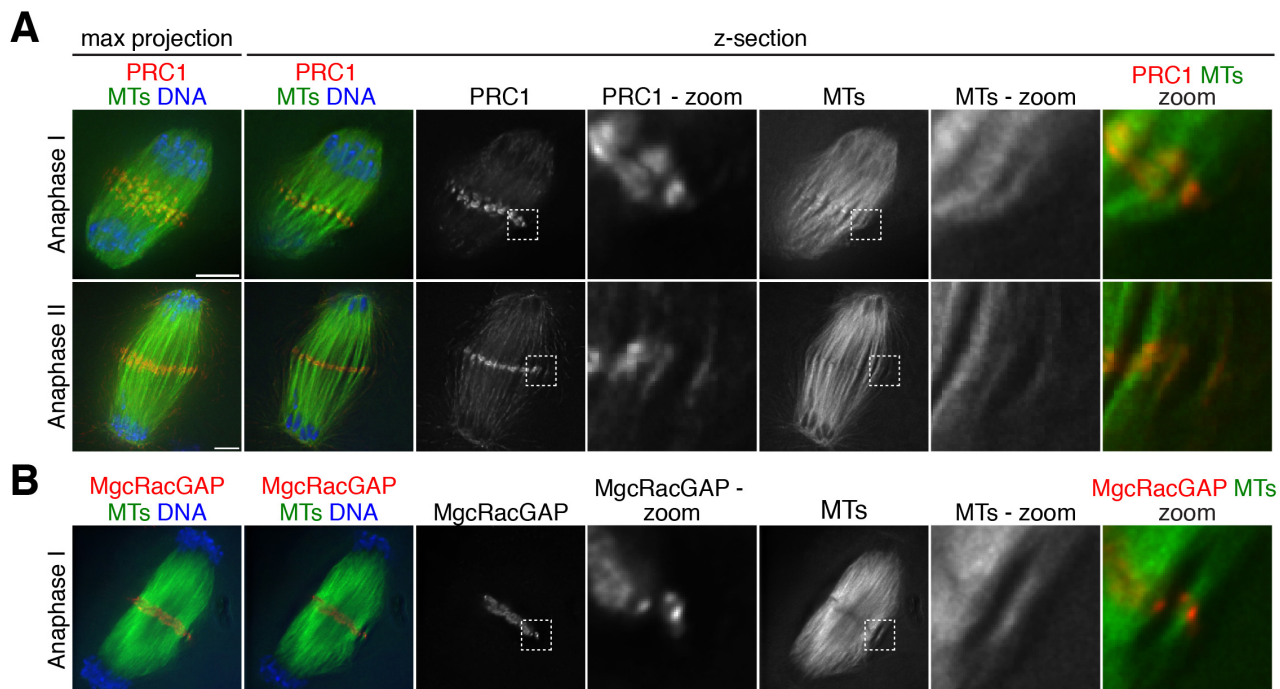 A
max projection
z-section
PRC1
MTs DNA
PRC1
MTs DNA
PRC1
PRC1 - zoom
MTs
MTs - zoom
PRC1 MTs
zoom
Anaphase I
Anaphase II
B
MgcRacGAP
MTs DNA
MgcRacGAP
MTs DNA
MgcRacGAP
MgcRacGAP -
zoom
MTs
MTs - zoom
MgcRacGAP MTs
zoom
Anaphase I